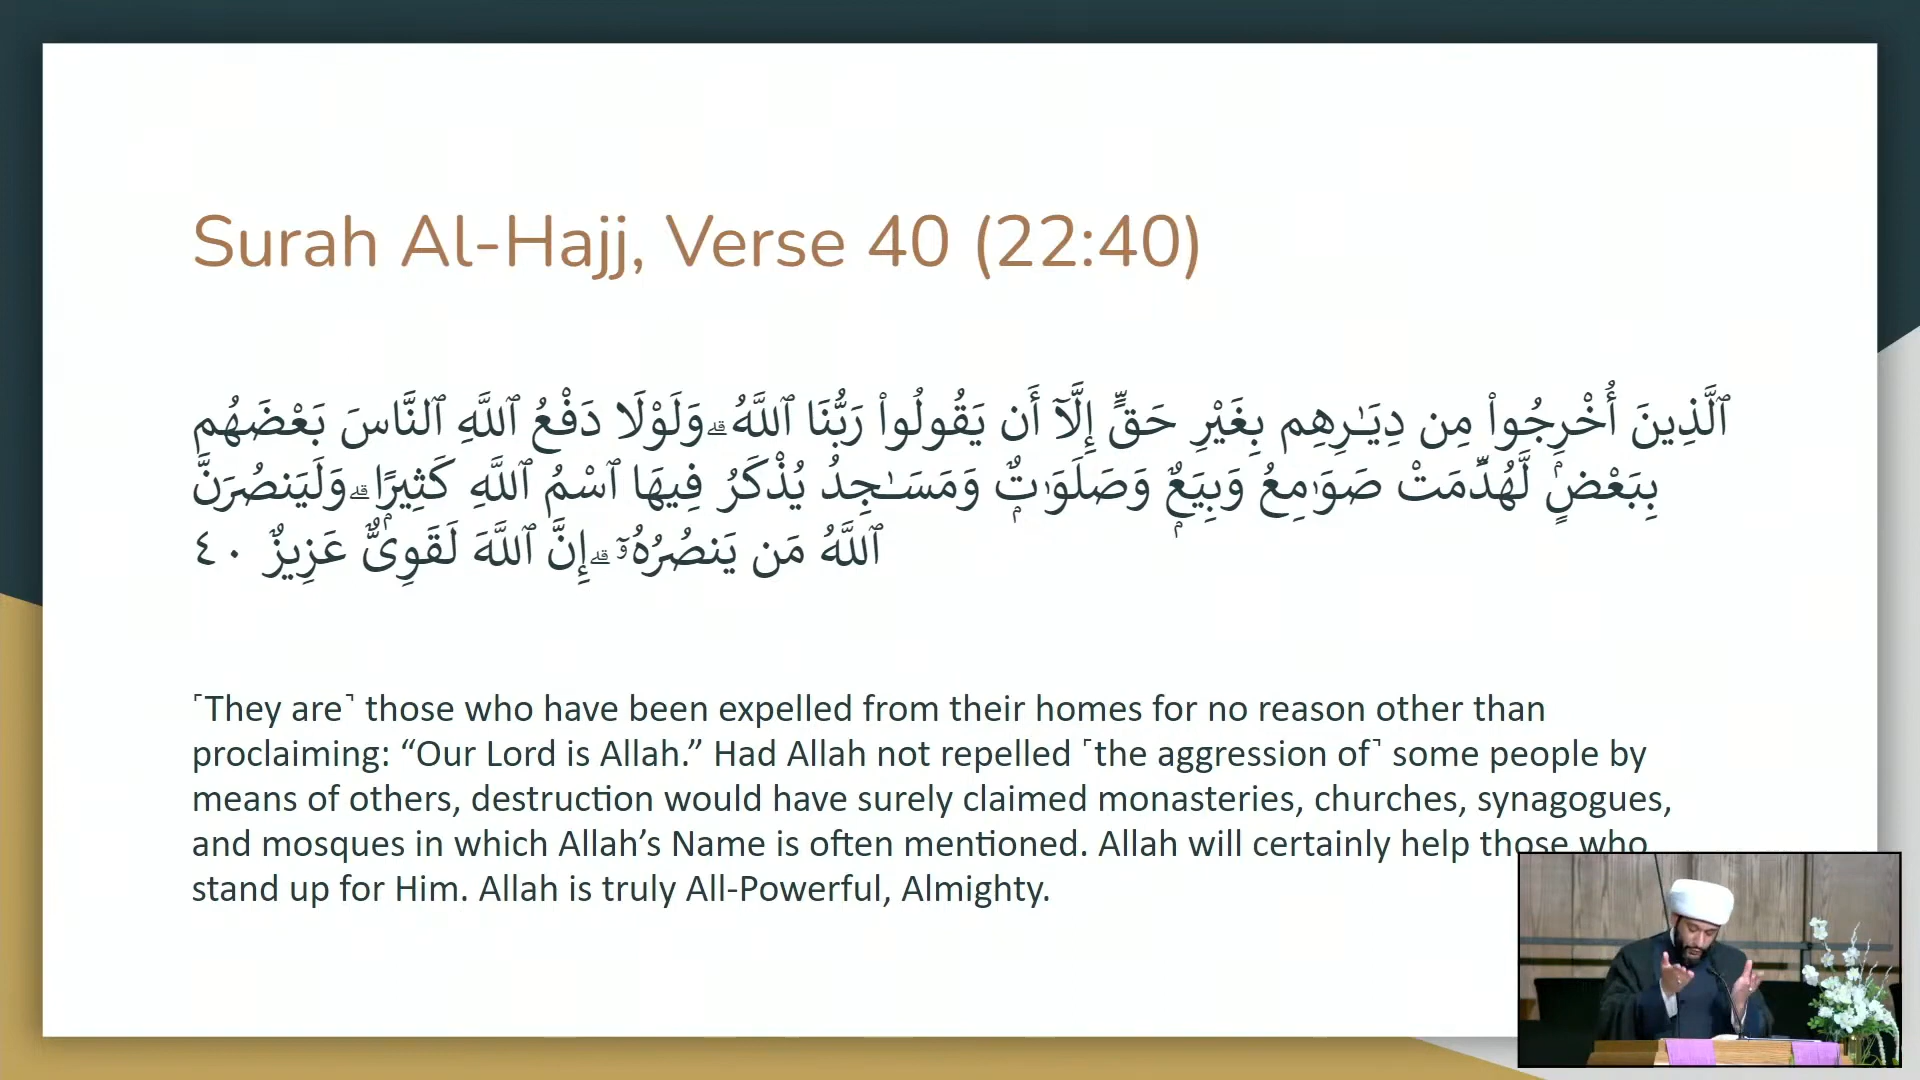 Surah Al-Hajj, Verse 40 (22:40)
ٱلَّذِينَ أُخْرِجُوا۟ مِن دِيَـٰرِهِم بِغَيْرِ حَقٍّ إِلَّآ أَن يَقُولُوا۟ رَبُّنَا ٱللَّهُ ۗ وَلَوْلَا دَفْعُ ٱللَّهِ ٱلنَّاسَ بَعْضَهُم
بِبَعْضٍۢ لَّهُدِّمَتْ صَوَٰمِعُ وَبِيَعٌۭ وَصَلَوَٰتٌۭ وَمَسَـٰجِدُ يُذْكَرُ فِيهَا ٱسْمُ ٱللَّهِ كَثِيرًۭا ۗ وَلَيَنصُرَنَّ
ٱللَّهُ مَن يَنصُرُهُۥٓ ۗ إِنَّ ٱللَّهَ لَقَوِىٌّ عَزِيزٌ ٤٠
⸢They are⸣ those who have been expelled from their homes for no reason other than
proclaiming: “Our Lord is Allah.” Had Allah not repelled ⸢the aggression of⸣ some people by
means of others, destruction would have surely claimed monasteries, churches, synagogues,
and mosques in which Allah’s Name is often mentioned. Allah will certainly help those who
stand up for Him. Allah is truly All-Powerful, Almighty.